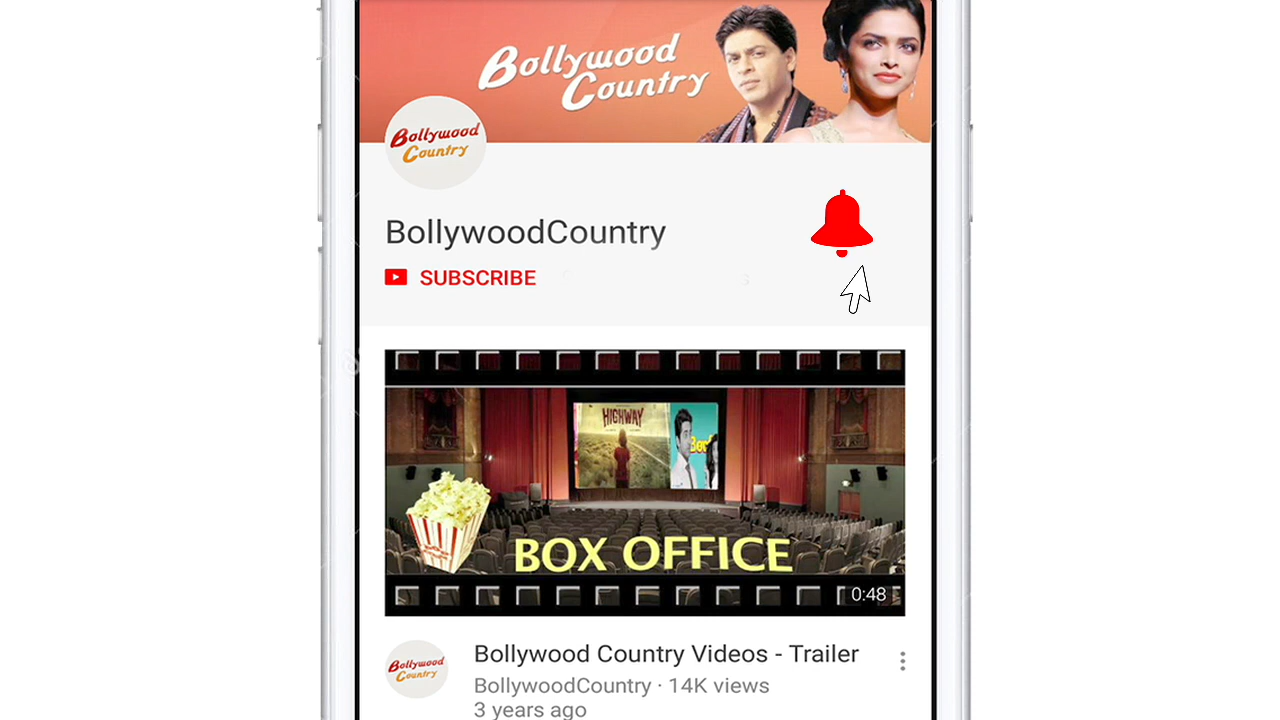 Bollywood
Country
Bollywood
Country
BollywoodCountry
SUBSCRIBE
HIGHWAY
BOX OFFICE
0:48
Bollywood Country Videos - Trailer
Bollywood
Country
BollywoodCountry · 14K views
3 years ago